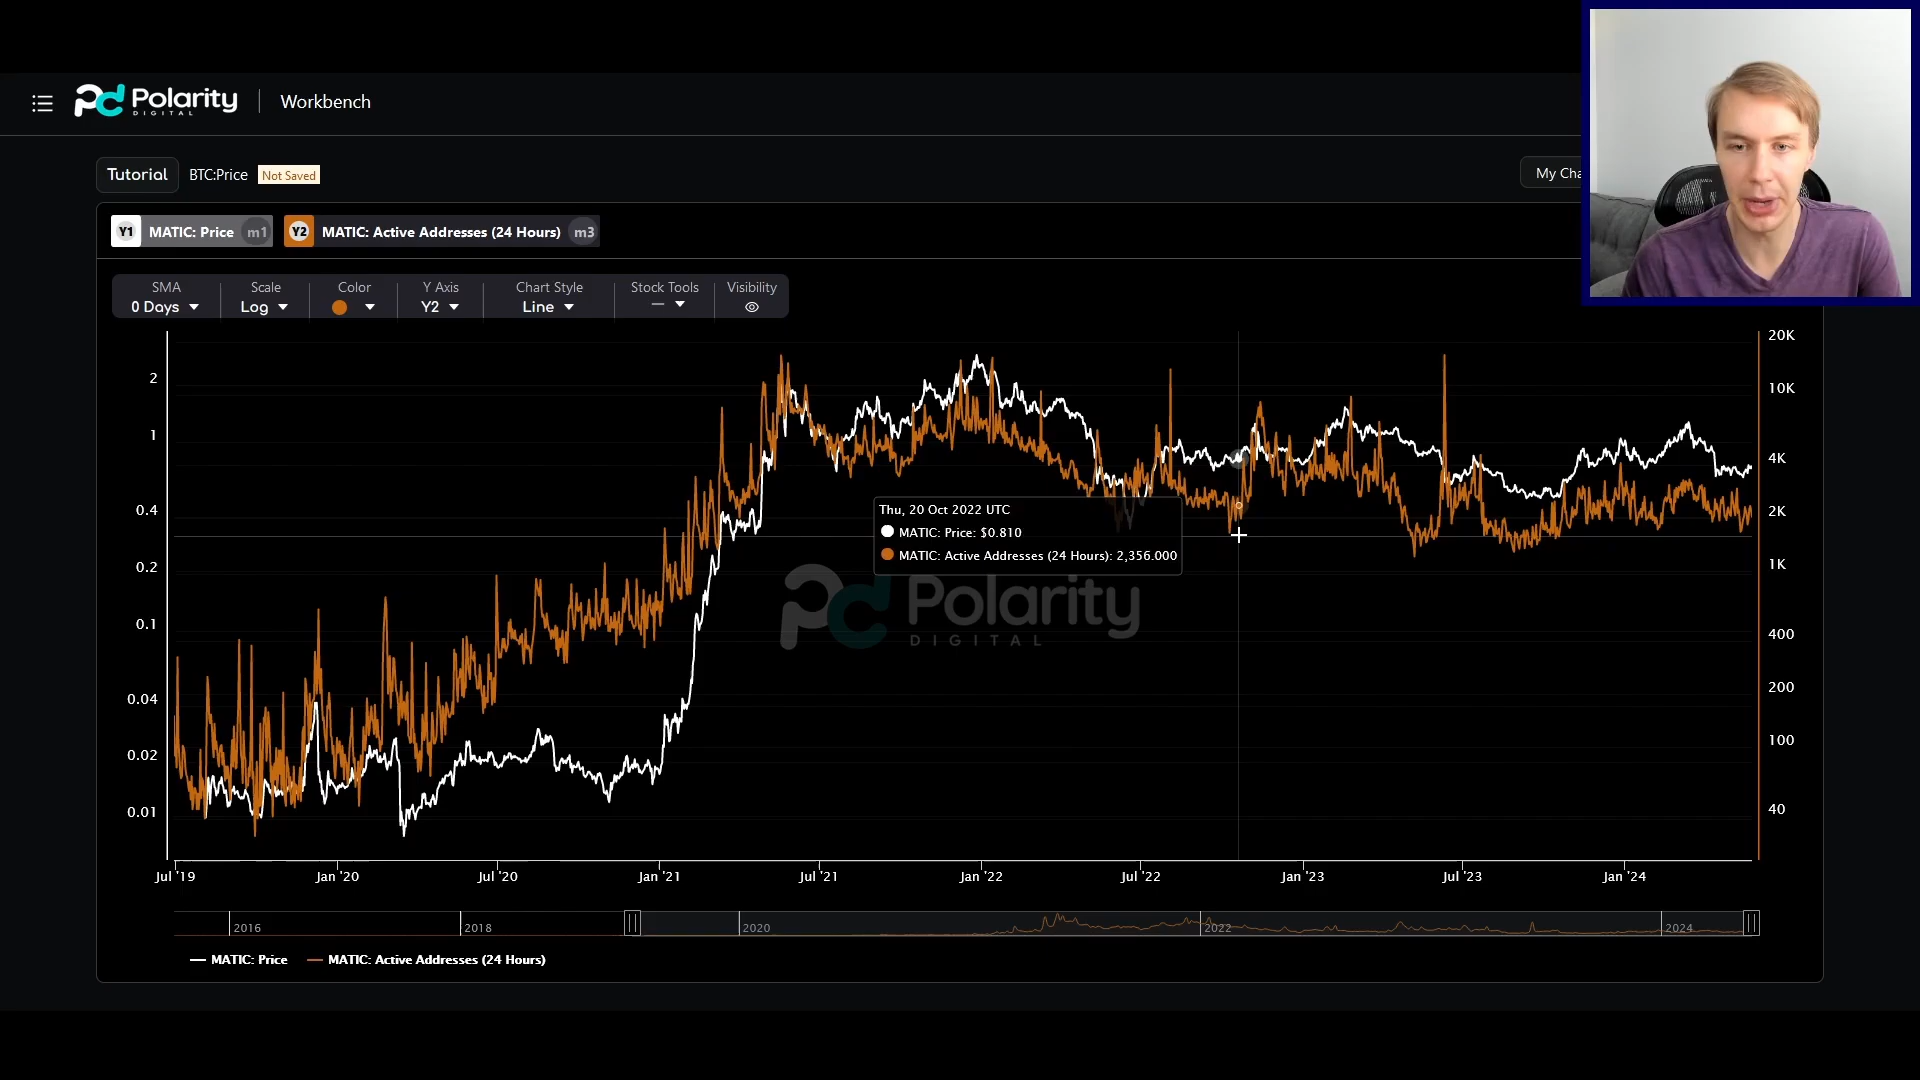 Polarity
DIGITAL
Workbench
Tutorial BTC:Price Not Saved
My Cha
Y1 MATIC: Price m1 Y2 MATIC: Active Addresses (24 Hours) m3
SMA Scale Color Y Axis Chart Style Stock Tools Visibility
0 Days Log Y2 Line
2
1
0.4
0.2
0.1
0.04
0.02
0.01
20K
10K
4K
2K
1K
400
200
100
40
Thu, 20 Oct 2022 UTC
MATIC: Price: $0.810
MATIC: Active Addresses (24 Hours): 2,356.000
Polarity
DIGITAL
Jul '19 Jan '20 Jul '20 Jan '21 Jul '21 Jan '22 Jul '22 Jan '23 Jul '23 Jan '24
2016 2018 2020 2022 2024
MATIC: Price MATIC: Active Addresses (24 Hours)